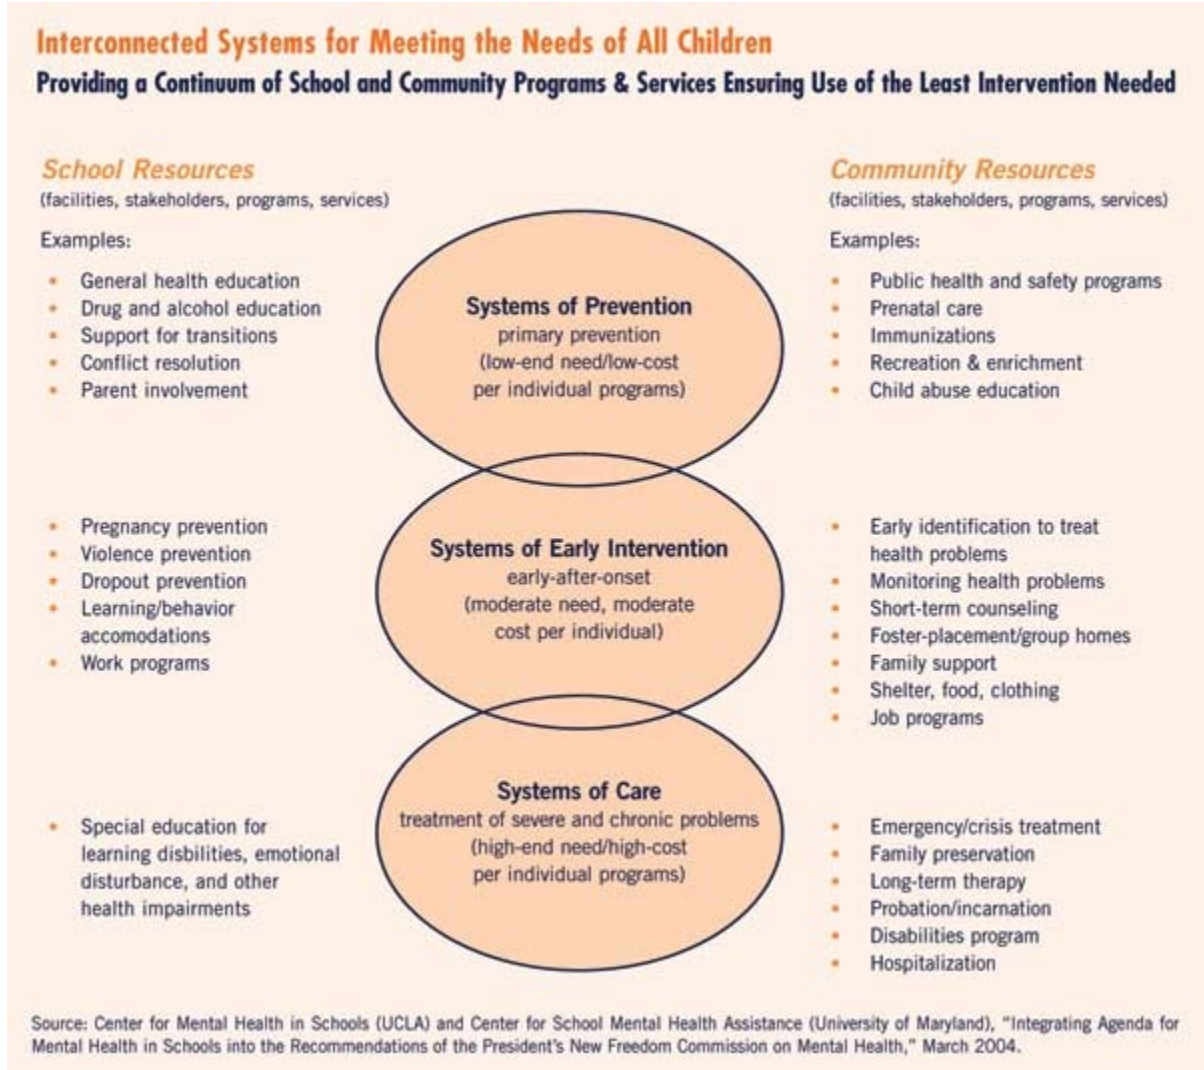 Interconnected Systems for Meeting the Needs of All Children
Providing a Continuum of School and Community Programs & Services Ensuring Use of the Least Intervention Needed
School Resources
(facilities, stakeholders, programs, services)
Examples:
• General health education
• Drug and alcohol education
• Support for transitions
• Conflict resolution
• Parent involvement
• Pregnancy prevention
• Violence prevention
• Dropout prevention
• Learning/behavior
accomodations
• Work programs
• Special education for
learning disbilities, emotional
disturbance, and other
health impairments
Systems of Prevention
primary prevention
(low-end need/low-cost
per individual programs)
Systems of Early Intervention
early-after-onset
(moderate need, moderate
cost per individual)
Systems of Care
treatment of severe and chronic problems
(high-end need/high-cost
per individual programs)
Community Resources
(facilities, stakeholders, programs, services)
Examples:
• Public health and safety programs
• Prenatal care
• Immunizations
• Recreation & enrichment
• Child abuse education
• Early identification to treat
health problems
• Monitoring health problems
• Short-term counseling
• Foster-placement/group homes
• Family support
• Shelter, food, clothing
• Job programs
• Emergency/crisis treatment
• Family preservation
• Long-term therapy
• Probation/incarnation
• Disabilities program
• Hospitalization
Source: Center for Mental Health in Schools (UCLA) and Center for School Mental Health Assistance (University of Maryland), “Integrating Agenda for
Mental Health in Schools into the Recommendations of the President’s New Freedom Commission on Mental Health,” March 2004.